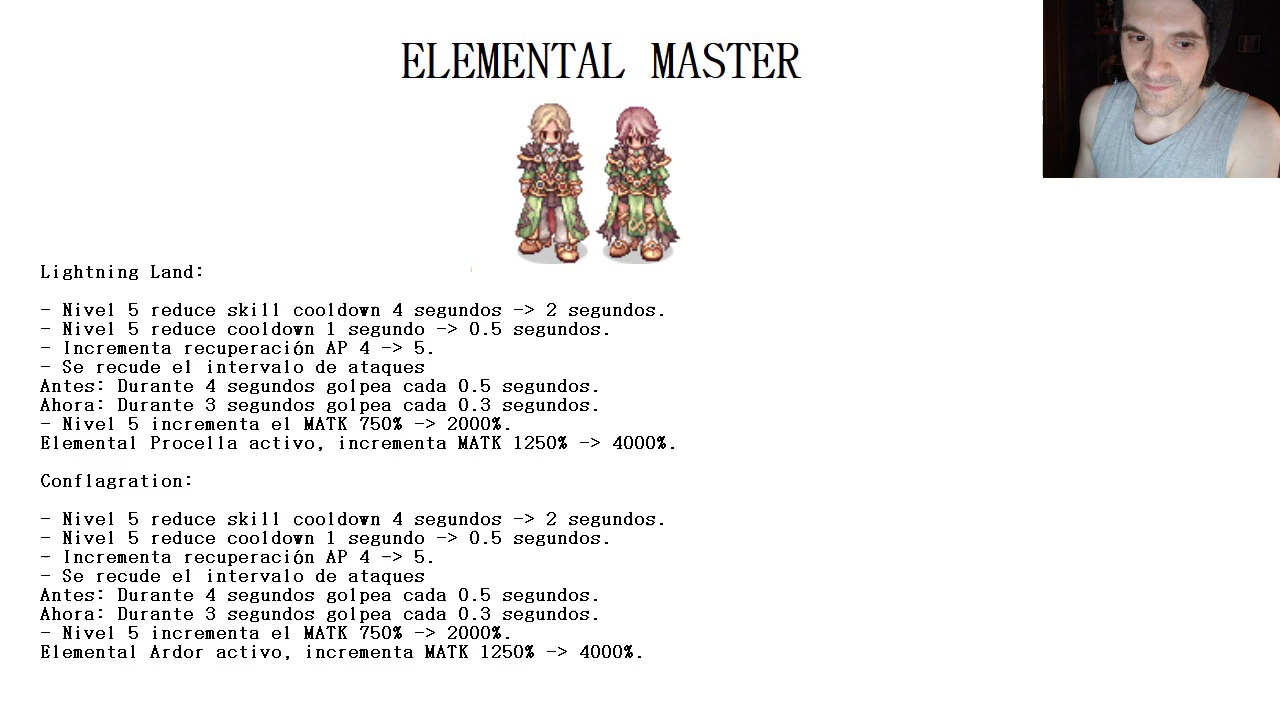 ELEMENTAL MASTER
Lightning Land:
- Nivel 5 reduce skill cooldown 4 segundos -> 2 segundos.
- Nivel 5 reduce cooldown 1 segundo -> 0.5 segundos.
- Incrementa recuperación AP 4 -> 5.
- Se recude el intervalo de ataques
Antes: Durante 4 segundos golpea cada 0.5 segundos.
Ahora: Durante 3 segundos golpea cada 0.3 segundos.
- Nivel 5 incrementa el MATK 750% -> 2000%.
Elemental Procella activo, incrementa MATK 1250% -> 4000%.
Conflagration:
- Nivel 5 reduce skill cooldown 4 segundos -> 2 segundos.
- Nivel 5 reduce cooldown 1 segundo -> 0.5 segundos.
- Incrementa recuperación AP 4 -> 5.
- Se recude el intervalo de ataques
Antes: Durante 4 segundos golpea cada 0.5 segundos.
Ahora: Durante 3 segundos golpea cada 0.3 segundos.
- Nivel 5 incrementa el MATK 750% -> 2000%.
Elemental Ardor activo, incrementa MATK 1250% -> 4000%.